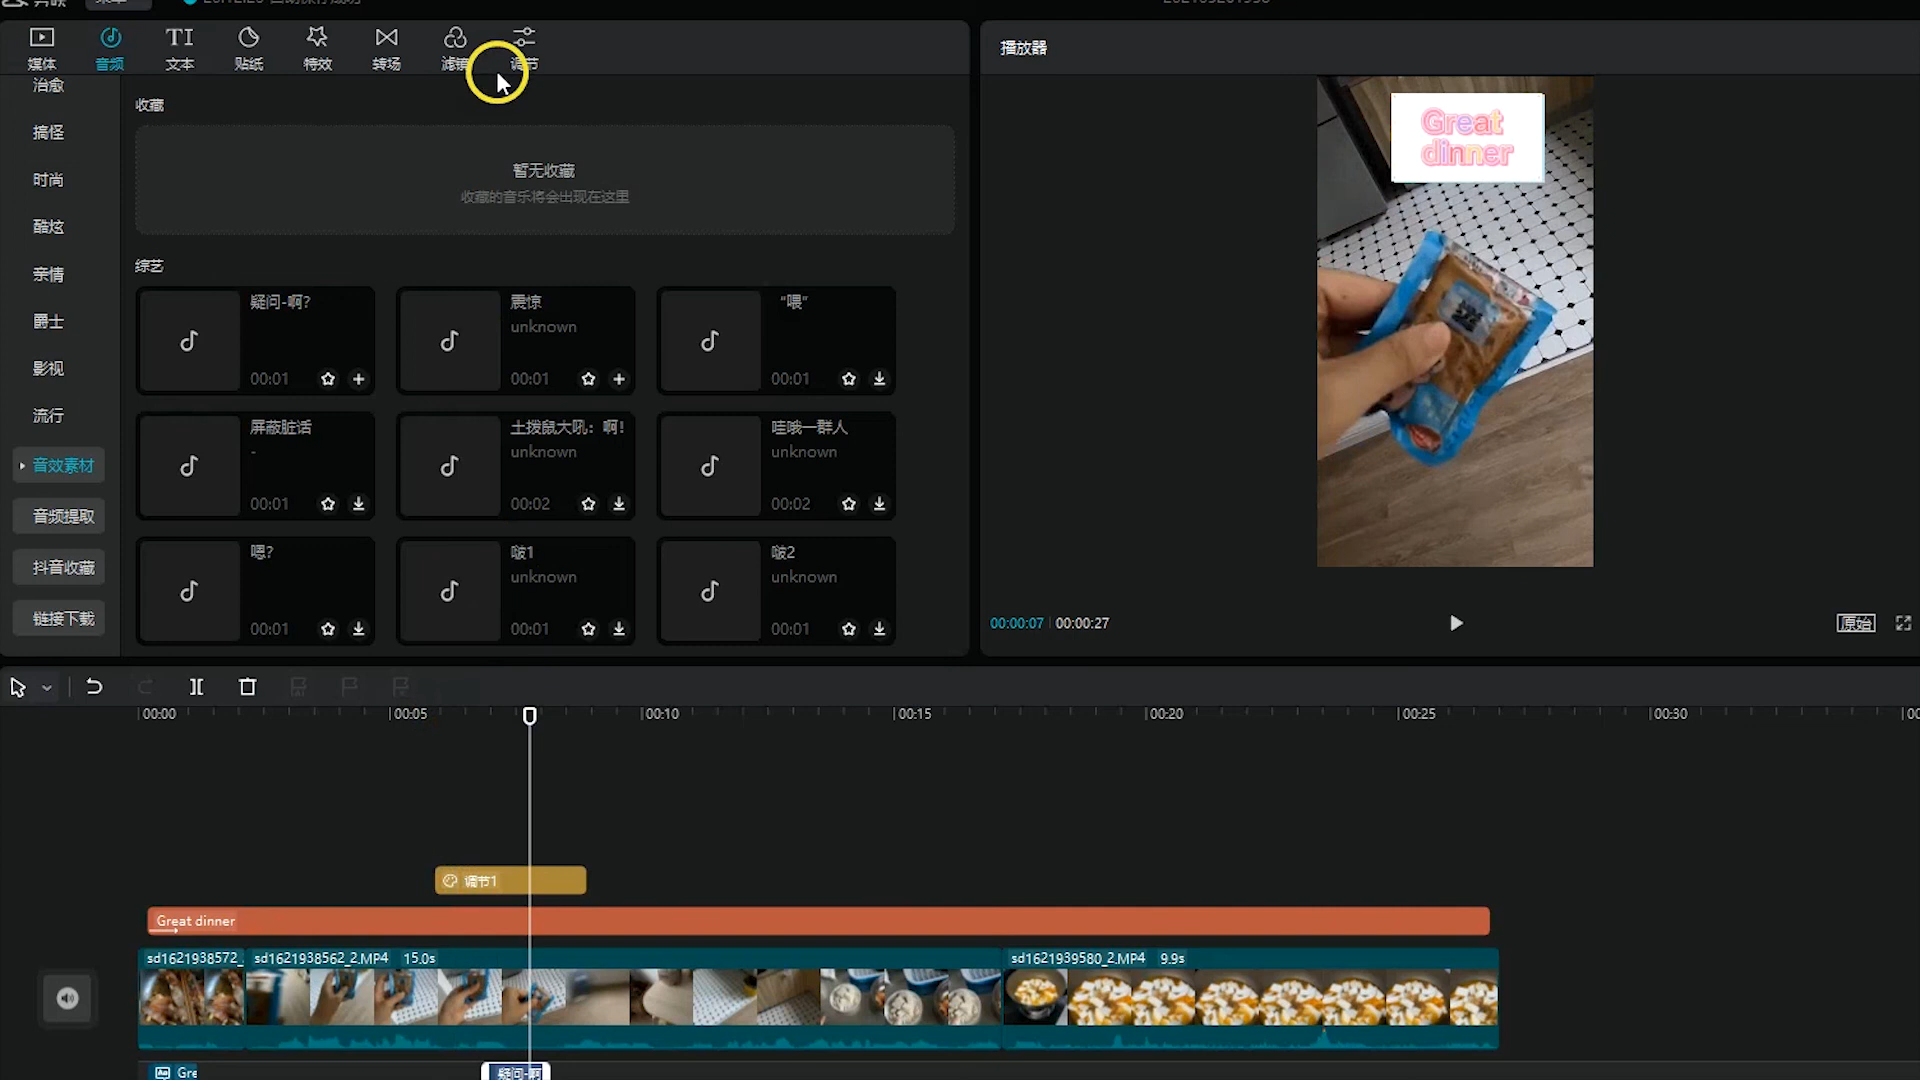 媒体
音频
文本
贴纸
特效
转场
滤镜
调节
治愈
搞怪
时尚
酷炫
亲情
爵士
影视
流行
音效素材
音频提取
抖音收藏
链接下载
收藏
暂无收藏
收藏的音乐将会出现在这里
综艺
疑问-啊?
00:01
震惊
unknown
00:01
“喂”
00:01
屏蔽脏话
-
00:01
土拨鼠大吼：啊!
unknown
00:02
哇哦一群人
unknown
00:02
嗯?
00:01
啵1
unknown
00:01
啵2
unknown
00:01
播放器
Great
dinner
00:00:07 00:00:27
原始
00:00 00:05 00:10 00:15 00:20 00:25 00:30
调节1
Great dinner
sd1621938572_ sd1621938562_2.MP4 15.0s sd1621939580_2.MP4 9.9s
Gre
疑问-啊